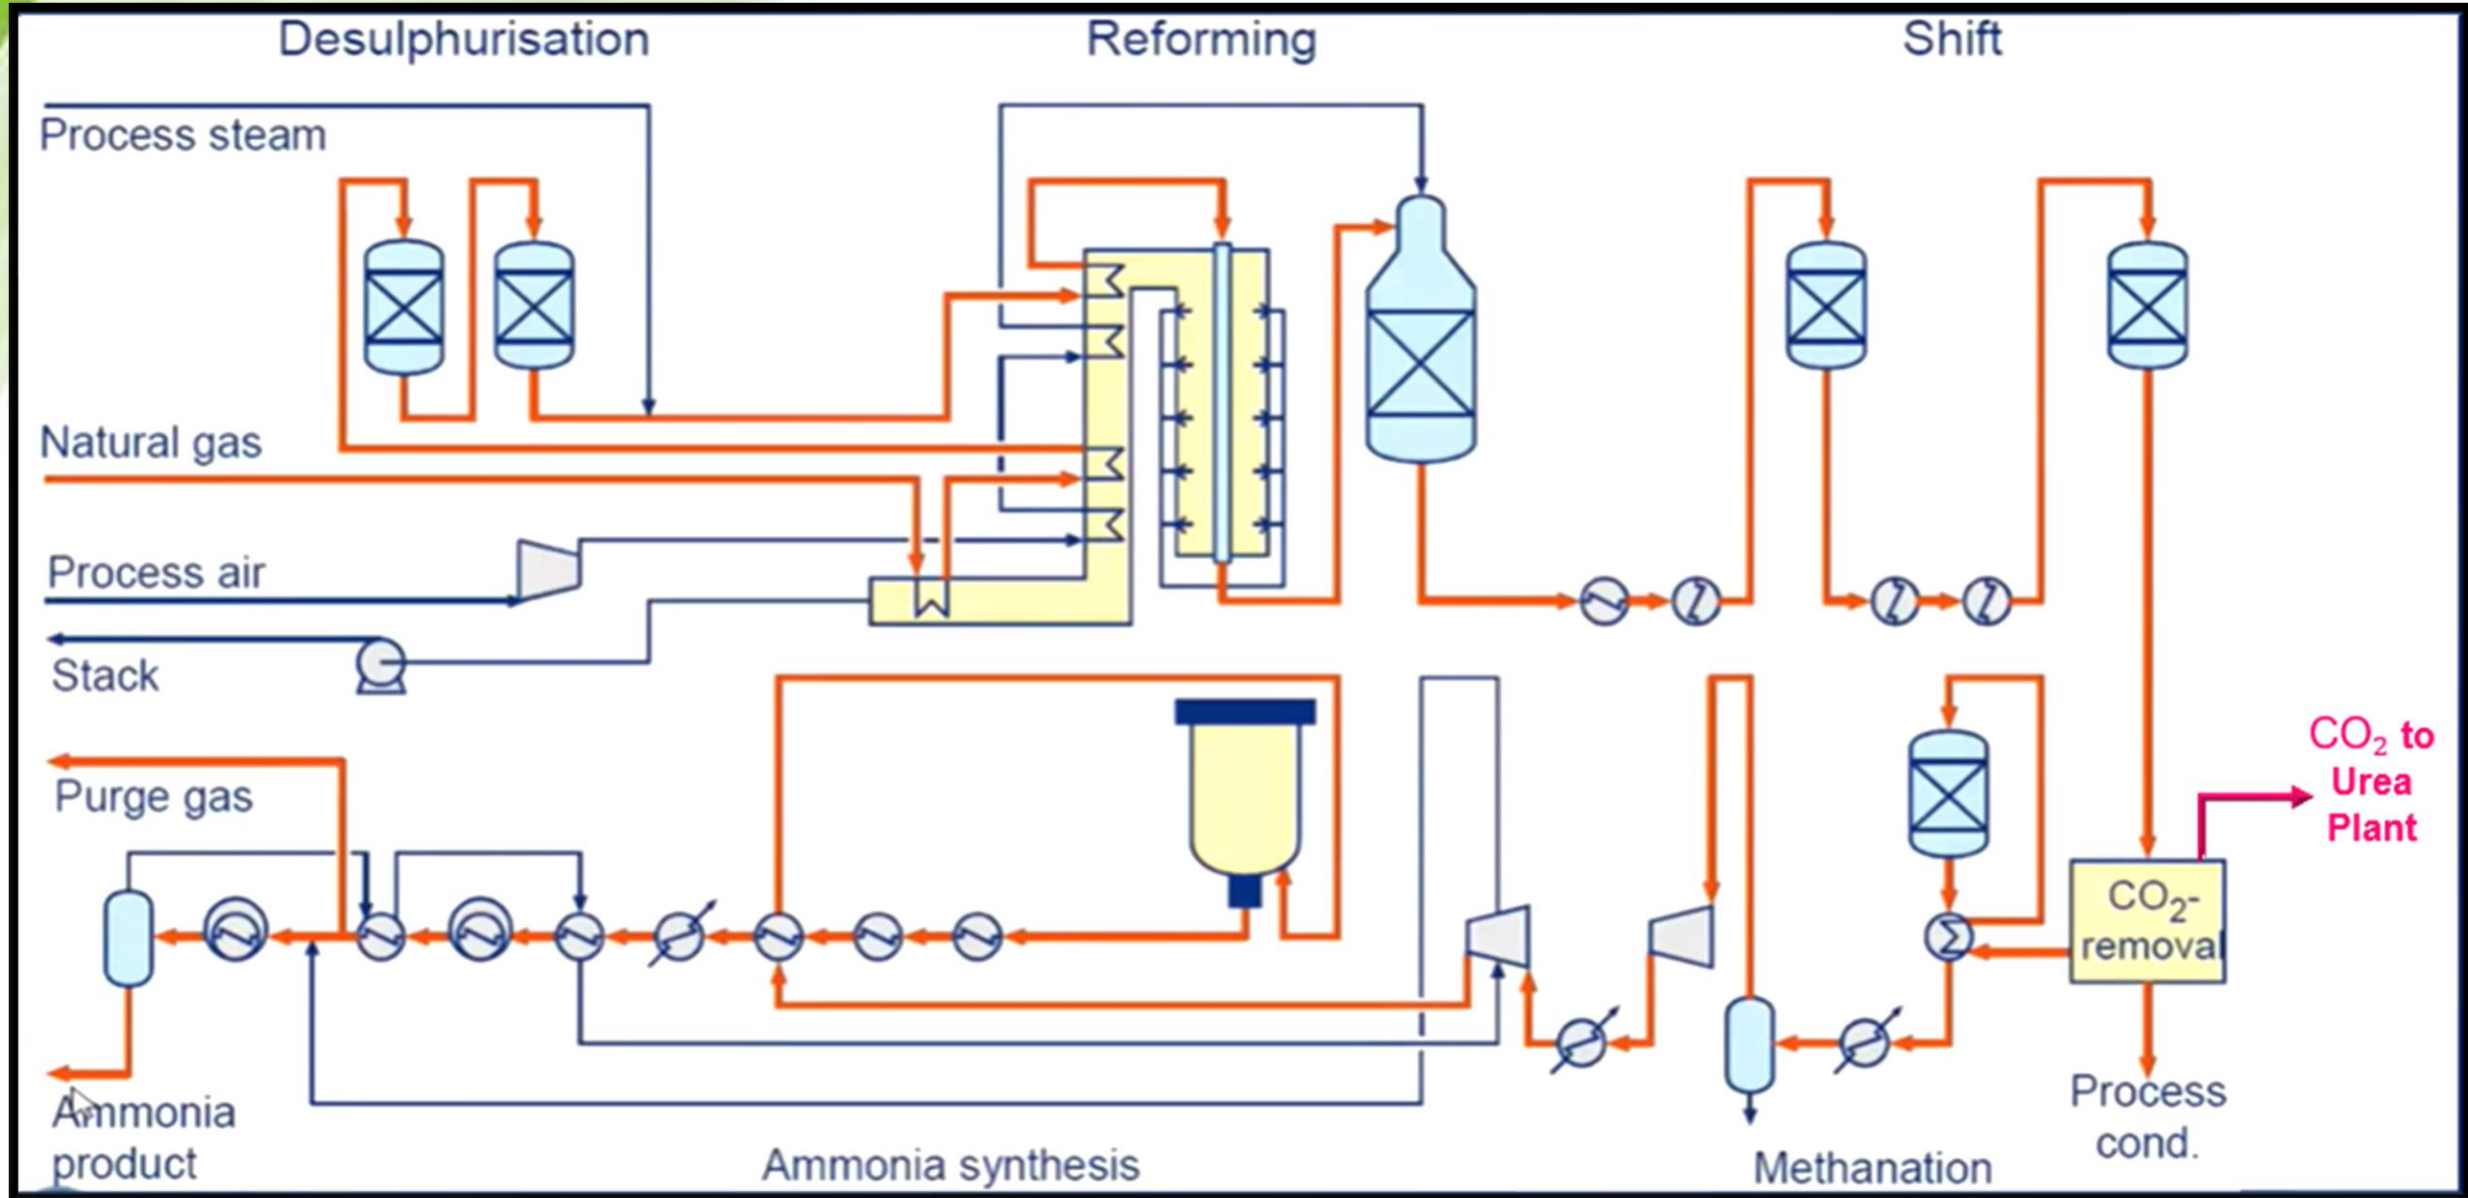 Desulphurisation
Reforming
Shift
Process steam
Natural gas
Process air
Stack
Purge gas
CO₂ to
Urea
Plant
CO₂-
removal
Ammonia
product
Ammonia synthesis
Methanation
Process
cond.